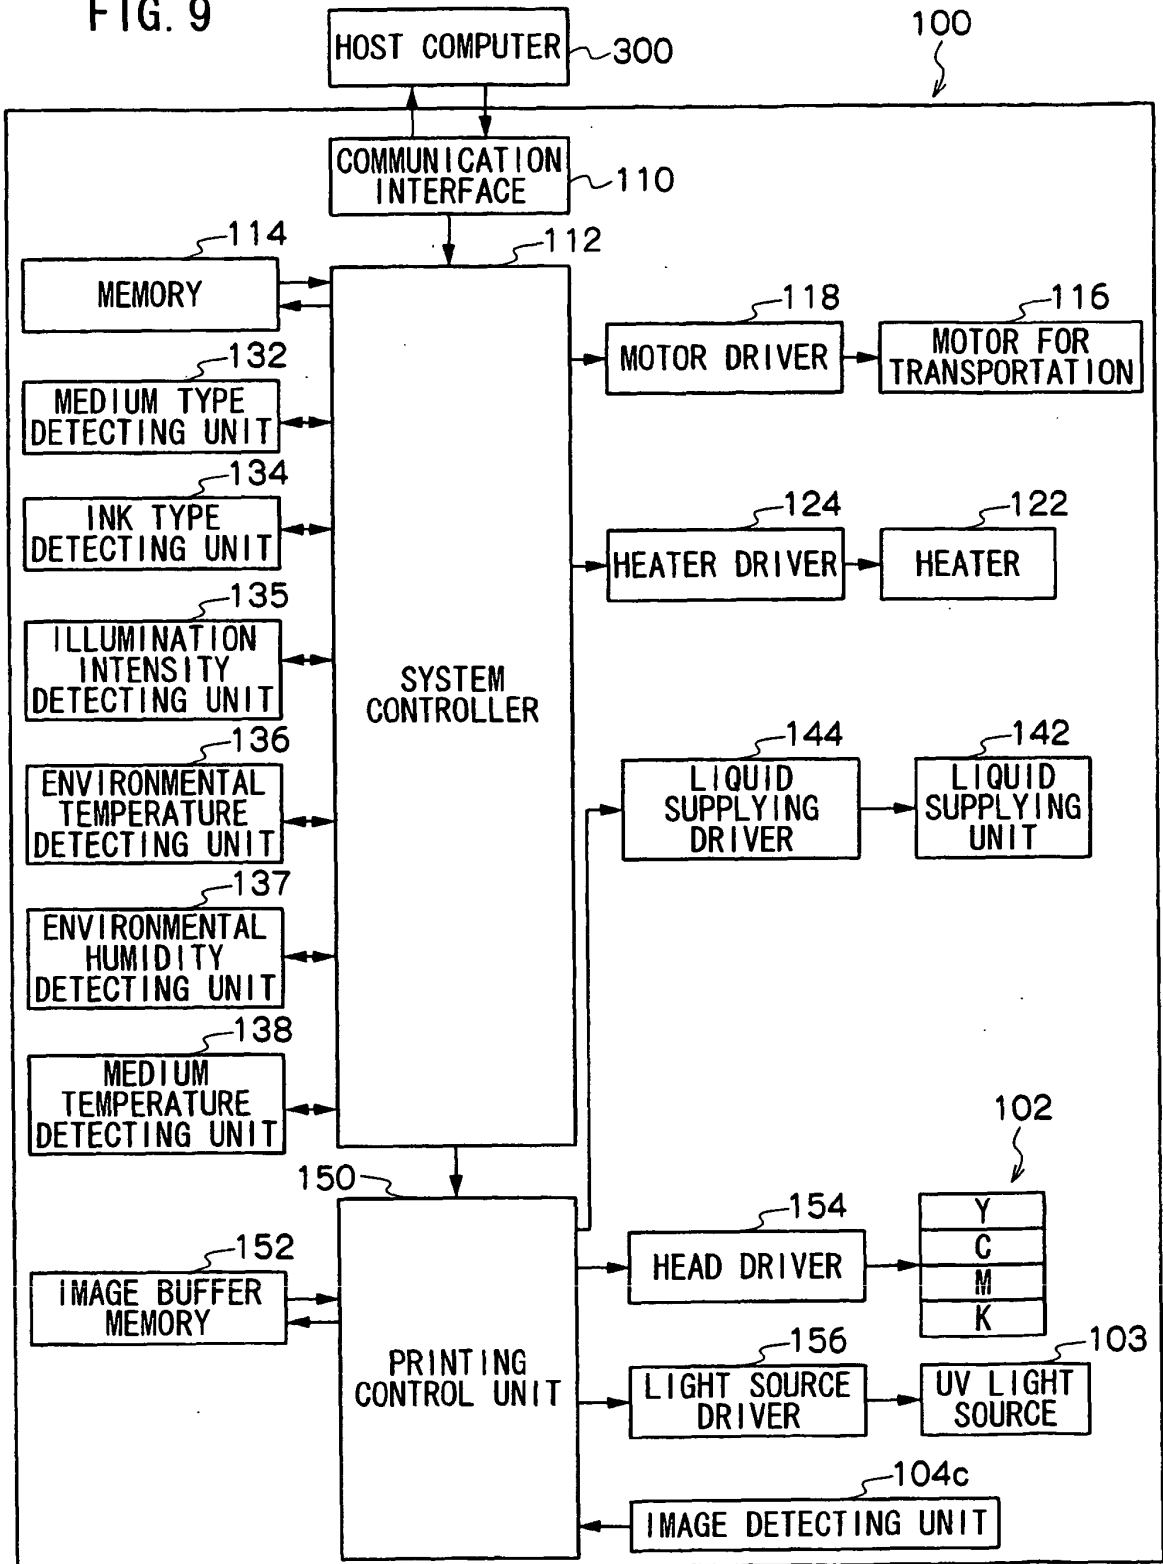 FIG. 9
100
HOST COMPUTER
300
COMMUNICATION
INTERFACE
110
114
MEMORY
112
118
MOTOR DRIVER
116
MOTOR FOR
TRANSPORTATION
132
MEDIUM TYPE
DETECTING UNIT
134
INK TYPE
DETECTING UNIT
124
HEATER DRIVER
122
HEATER
135
ILLUMINATION
INTENSITY
DETECTING UNIT
SYSTEM
CONTROLLER
136
ENVIRONMENTAL
TEMPERATURE
DETECTING UNIT
144
LIQUID
SUPPLYING
DRIVER
142
LIQUID
SUPPLYING
UNIT
137
ENVIRONMENTAL
HUMIDITY
DETECTING UNIT
138
MEDIUM
TEMPERATURE
DETECTING UNIT
102
150
Y
C
M
K
154
HEAD DRIVER
152
IMAGE BUFFER
MEMORY
PRINTING
CONTROL UNIT
156
LIGHT SOURCE
DRIVER
103
UV LIGHT
SOURCE
104c
IMAGE DETECTING UNIT